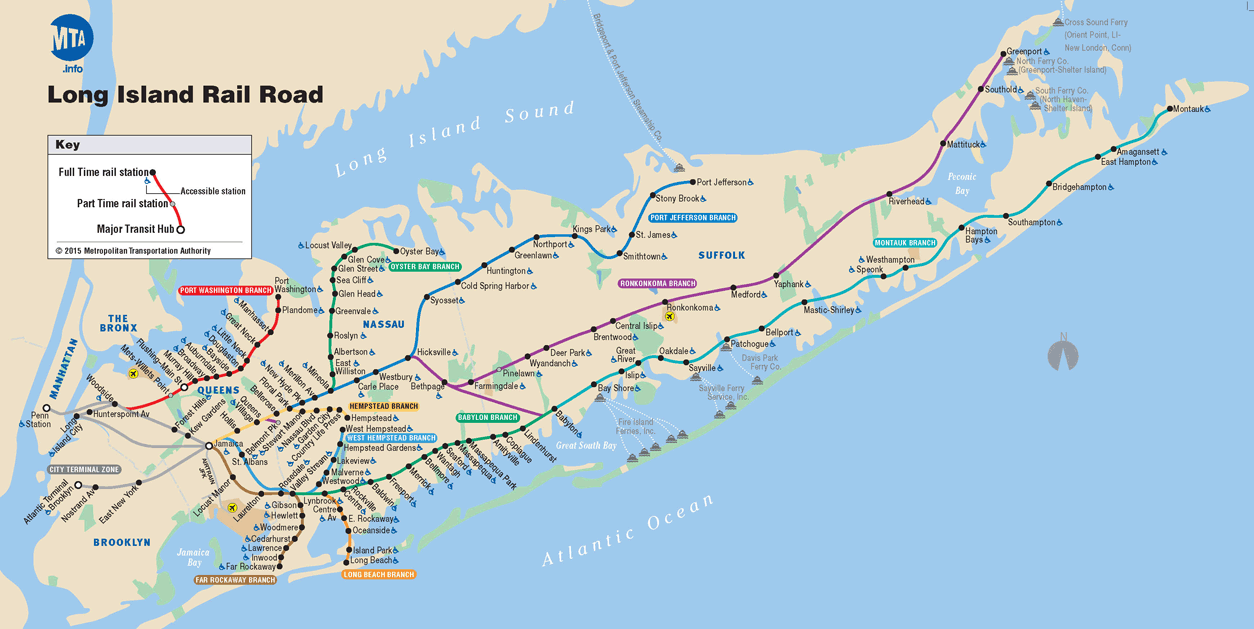 MTA
.info
Long Island Rail Road
Key
Full Time rail station
Accessible station
Part Time rail station
Major Transit Hub
© 2015 Metropolitan Transportation Authority
Long Island Sound
Bridgeport & Port Jefferson Steamship Co.
Cross Sound Ferry
(Orient Point, LI-
New London, Conn)
Greenport
North Ferry Co.
(Greenport-Shelter Island)
Southold
South Ferry Co.
(North Haven-
Shelter Island)
Montauk
Mattituck
Amagansett
East Hampton
Peconic
Bay
Bridgehampton
Riverhead
Southampton
Hampton
Bays
MONTAUK BRANCH
Westhampton
Speonk
Port Jefferson
Stony Brook
PORT JEFFERSON BRANCH
St. James
Smithtown
Kings Park
Northport
Greenlawn
Huntington
Cold Spring Harbor
Syosset
SUFFOLK
RONKONKOMA BRANCH
Yaphank
Medford
Ronkonkoma
Mastic-Shirley
Central Islip
Brentwood
Bellport
Patchogue
Locust Valley
Oyster Bay
Glen Cove
OYSTER BAY BRANCH
Glen Street
Sea Cliff
Glen Head
Greenvale
Roslyn
Albertson
East
Williston
NASSAU
Port
Washington
PORT WASHINGTON BRANCH
Plandome
Manhasset
Great Neck
Little Neck
Douglaston
Bayside
Auburndale
Broadway
Murray Hill
Flushing-Main St
Mets-Willets Point
THE
BRONX
MANHATTAN
QUEENS
Woodside
Hunterspoint Av
Penn
Station
Long
Island City
Forest Hills
Kew Gardens
Jamaica
Hollis
Queens
Village
Bellerose
Floral Park
New Hyde Pk
Merillon Av
Mineola
Carle Place
Westbury
Hicksville
Bethpage
Farmingdale
Pinelawn
Wyandanch
Deer Park
Great
River
Oakdale
Sayville
Islip
Bay Shore
Babylon
Davis Park
Ferry Co.
Sayville Ferry
Service, Inc.
Fire Island
Ferries, Inc.
Great South Bay
BABYLON BRANCH
HEMPSTEAD BRANCH
Hempstead
West Hempstead
WEST HEMPSTEAD BRANCH
Hempstead Gardens
Lakeview
Malverne
Westwood
Belmont Pk
Stewart Manor
Nassau Blvd
Garden City
Country Life Press
St. Albans
AIRTRAIN
JFK
Locust Manor
Laurelton
Rosedale
Valley Stream
Lynbrook
Rockville
Centre
Baldwin
Freeport
Merrick
Bellmore
Wantagh
Seaford
Massapequa
Massapequa Park
Amityville
Copiague
Lindenhurst
Centre
Av
E. Rockaway
Oceanside
Island Park
Long Beach
LONG BEACH BRANCH
Gibson
Hewlett
Woodmere
Cedarhurst
Lawrence
Inwood
Far Rockaway
FAR ROCKAWAY BRANCH
CITY TERMINAL ZONE
Atlantic Terminal
Brooklyn
Nostrand Av
East New York
BROOKLYN
Jamaica
Bay
Atlantic Ocean
N